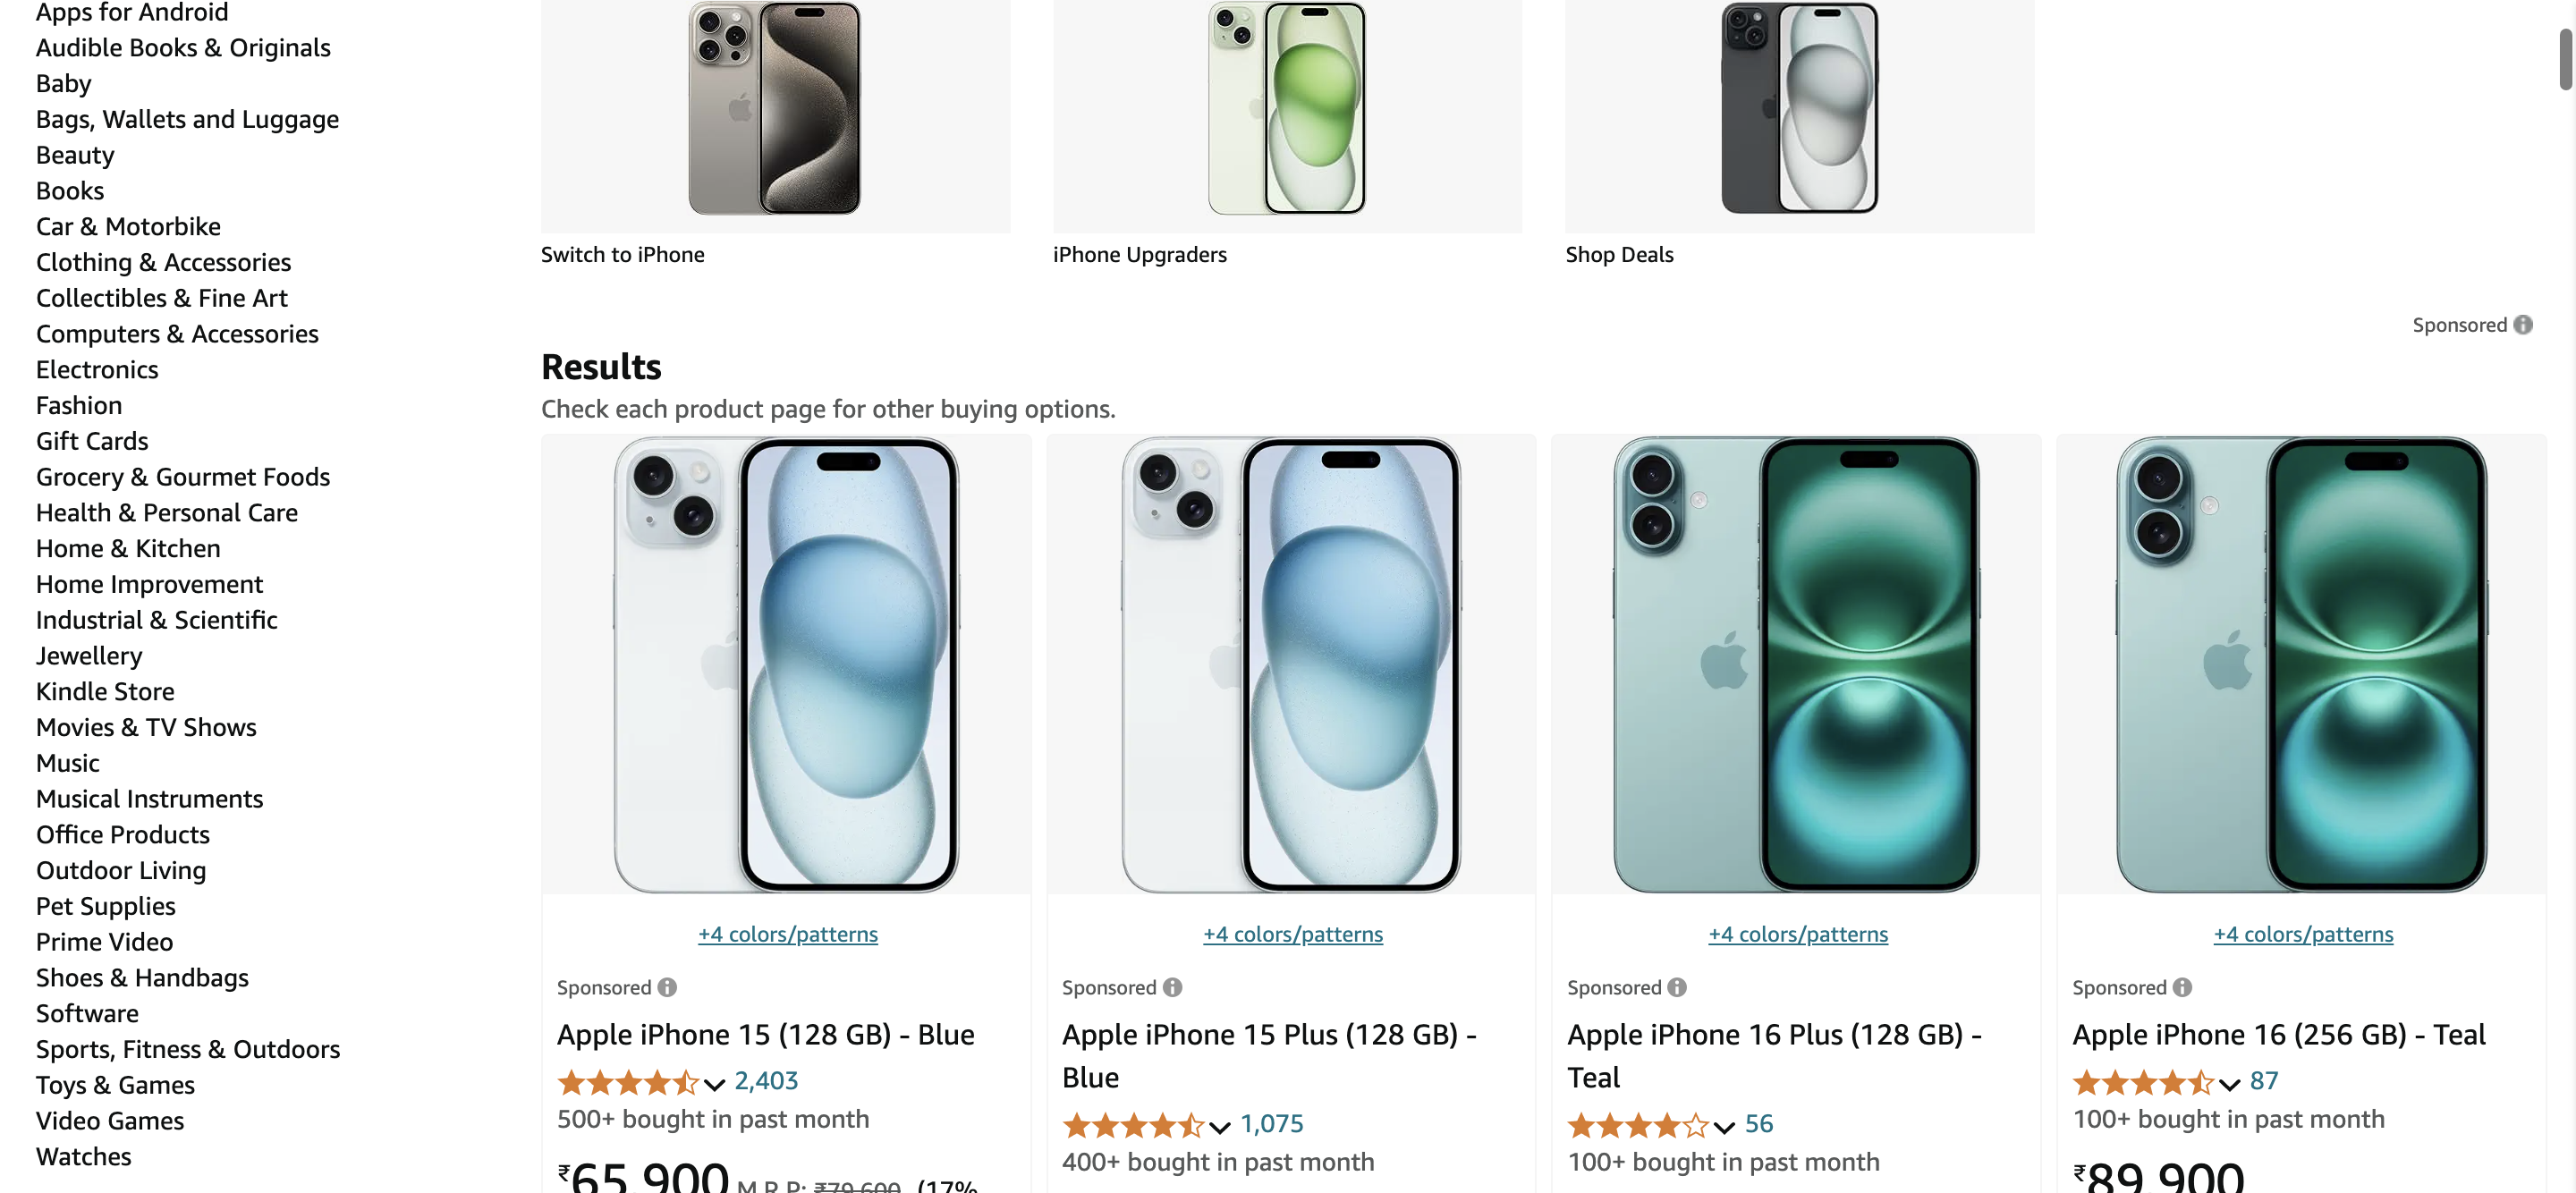 Apps for Android
Audible Books & Originals
Baby
Bags, Wallets and Luggage
Beauty
Books
Car & Motorbike
Clothing & Accessories
Collectibles & Fine Art
Computers & Accessories
Electronics
Fashion
Gift Cards
Grocery & Gourmet Foods
Health & Personal Care
Home & Kitchen
Home Improvement
Industrial & Scientific
Jewellery
Kindle Store
Movies & TV Shows
Music
Musical Instruments
Office Products
Outdoor Living
Pet Supplies
Prime Video
Shoes & Handbags
Software
Sports, Fitness & Outdoors
Toys & Games
Video Games
Watches
Switch to iPhone
iPhone Upgraders
Shop Deals
Sponsored
Results
Check each product page for other buying options.
+4 colors/patterns
Sponsored
Apple iPhone 15 (128 GB) - Blue
2,403
500+ bought in past month
₹65,900 M.R.P: ₹79,600 (17%
+4 colors/patterns
Sponsored
Apple iPhone 15 Plus (128 GB) -
Blue
1,075
400+ bought in past month
+4 colors/patterns
Sponsored
Apple iPhone 16 Plus (128 GB) -
Teal
56
100+ bought in past month
+4 colors/patterns
Sponsored
Apple iPhone 16 (256 GB) - Teal
87
100+ bought in past month
₹89,900